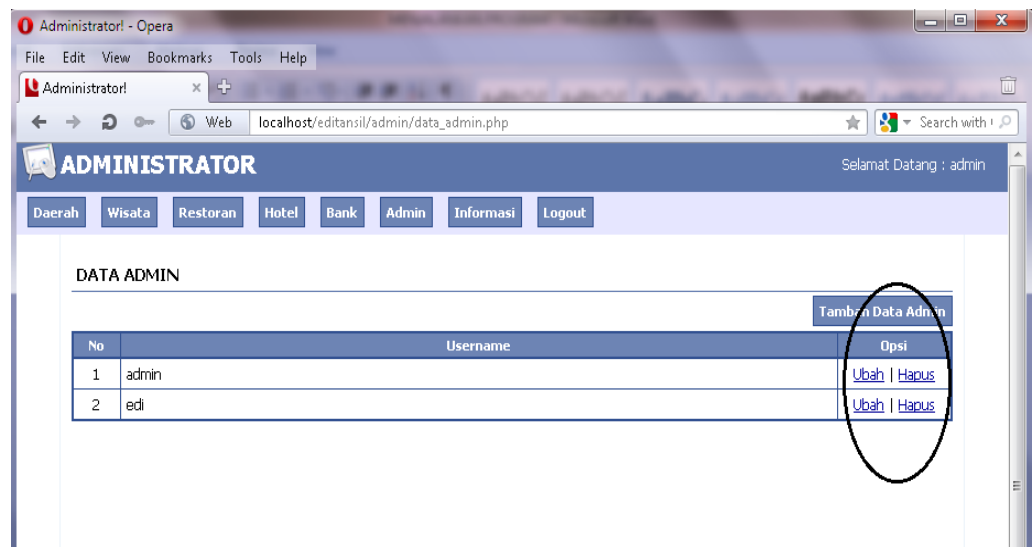 Administrator! - Opera
File Edit View Bookmarks Tools Help
Administrator!
Web localhost/editansil/admin/data_admin.php Search with
ADMINISTRATOR Selamat Datang : admin
Daerah Wisata Restoran Hotel Bank Admin Informasi Logout
DATA ADMIN
Tambah Data Admin
No Username Opsi
1 admin Ubah | Hapus
2 edi Ubah | Hapus